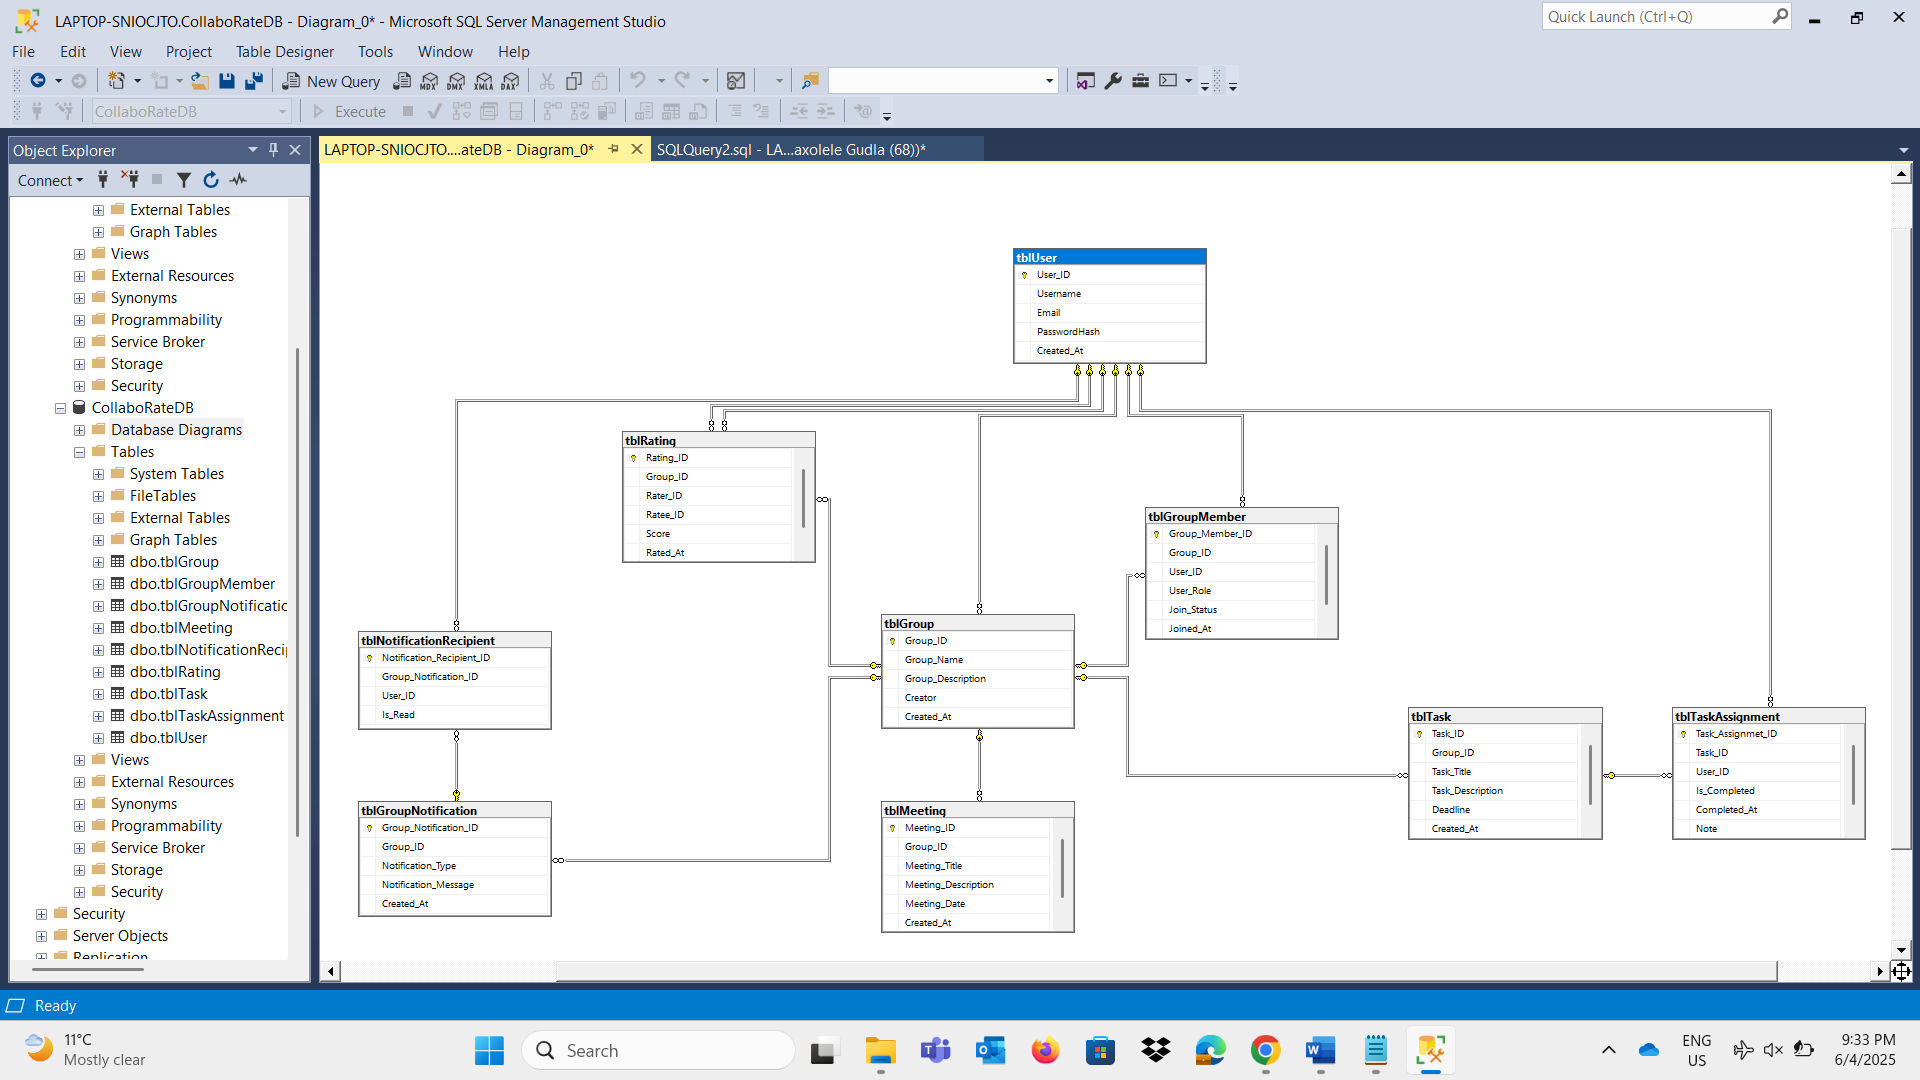 LAPTOP-SNIOCJTO.CollaboRateDB - Diagram_0* - Microsoft SQL Server Management Studio
Quick Launch (Ctrl+Q)
File Edit View Project Table Designer Tools Window Help
New Query MDX DMX XMLA DAX
CollaboRateDB Execute
Object Explorer
LAPTOP-SNIOCJTO....ateDB - Diagram_0*
SQLQuery2.sql - LA...axolele Gudla (68))*
Connect
External Tables
Graph Tables
Views
External Resources
Synonyms
Programmability
Service Broker
Storage
Security
CollaboRateDB
Database Diagrams
Tables
System Tables
FileTables
External Tables
Graph Tables
dbo.tblGroup
dbo.tblGroupMember
dbo.tblGroupNotificatic
dbo.tblMeeting
dbo.tblNotificationRecip
dbo.tblRating
dbo.tblTask
dbo.tblTaskAssignment
dbo.tblUser
Views
External Resources
Synonyms
Programmability
Service Broker
Storage
Security
Security
Server Objects
Replication
tblUser
User_ID
Username
Email
PasswordHash
Created_At
tblRating
Rating_ID
Group_ID
Rater_ID
Ratee_ID
Score
Rated_At
tblGroupMember
Group_Member_ID
Group_ID
User_ID
User_Role
Join_Status
Joined_At
tblNotificationRecipient
Notification_Recipient_ID
Group_Notification_ID
User_ID
Is_Read
tblGroup
Group_ID
Group_Name
Group_Description
Creator
Created_At
tblTask
Task_ID
Group_ID
Task_Title
Task_Description
Deadline
Created_At
tblTaskAssignment
Task_Assignmet_ID
Task_ID
User_ID
Is_Completed
Completed_At
Note
tblGroupNotification
Group_Notification_ID
Group_ID
Notification_Type
Notification_Message
Created_At
tblMeeting
Meeting_ID
Group_ID
Meeting_Title
Meeting_Description
Meeting_Date
Created_At
Ready
11°C
Mostly clear
Search
ENG
US
9:33 PM
6/4/2025